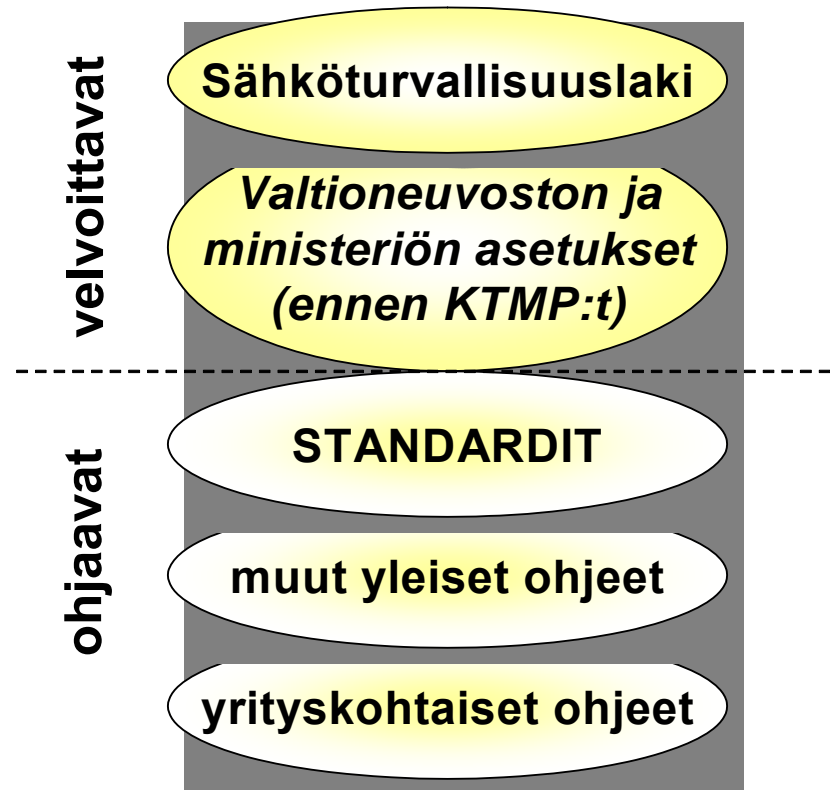 velvoittavat
Sähköturvallisuuslaki
Valtioneuvoston ja
ministeriön asetukset
(ennen KTMP:t)
ohjaavat
STANDARDIT
muut yleiset ohjeet
yrityskohtaiset ohjeet